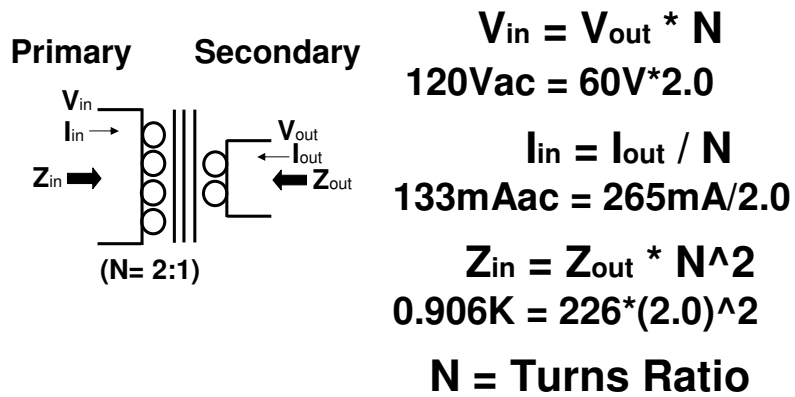 Primary Secondary
Vin
Iin
Zin
Vout
Iout
Zout
(N= 2:1)
Vin = Vout * N
120Vac = 60V*2.0
Iin = Iout / N
133mAac = 265mA/2.0
Zin = Zout * N^2
0.906K = 226*(2.0)^2
N = Turns Ratio